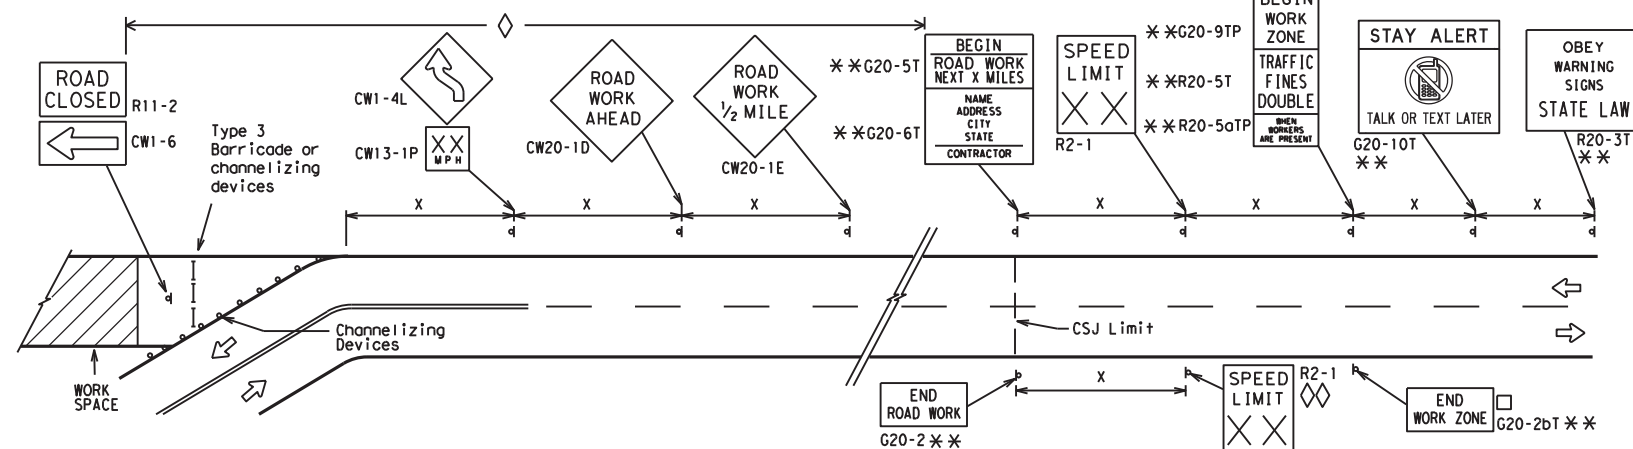 ROAD
CLOSED
R11-2
CW1-6
Type 3
Barricade or
channelizing
devices
CW1-4L
XX
MPH
CW13-1P
ROAD
WORK
AHEAD
CW20-1D
ROAD
WORK
1/2 MILE
CW20-1E
**G20-5T
**G20-6T
BEGIN
ROAD WORK
NEXT X MILES
NAME
ADDRESS
CITY
STATE
CONTRACTOR
SPEED
LIMIT
XX
R2-1
**G20-9TP
**R20-5T
**R20-5aTP
BEGIN
WORK
ZONE
TRAFFIC
FINES
DOUBLE
WHEN
WORKERS
ARE PRESENT
STAY ALERT
TALK OR TEXT LATER
G20-10T
**
OBEY
WARNING
SIGNS
STATE LAW
R20-3T
**
X
X
X
X
X
X
X
Channelizing
Devices
WORK
SPACE
CSJ Limit
X
END
ROAD WORK
G20-2 **
SPEED
LIMIT
XX
R2-1
END
WORK ZONE
G20-2bT **